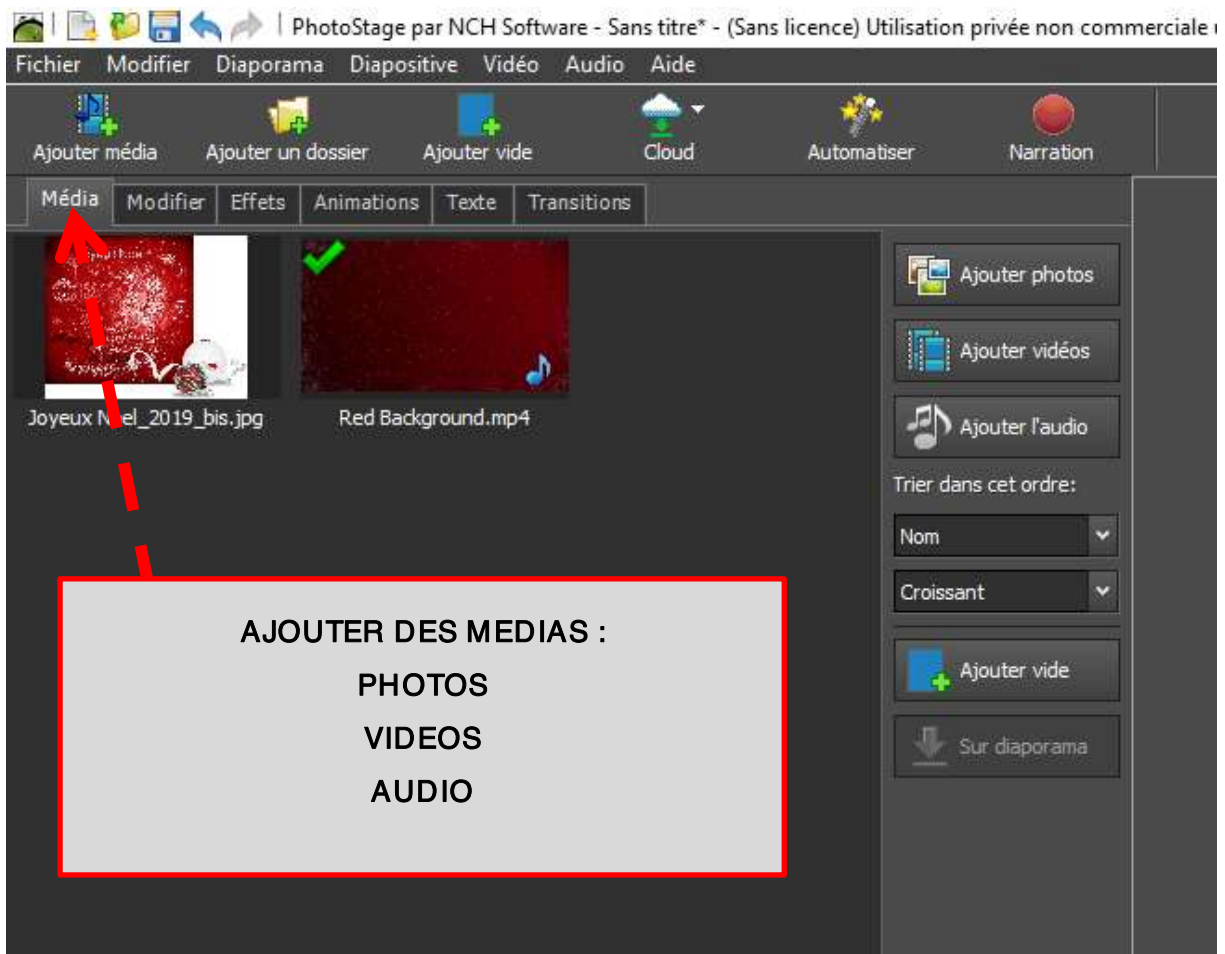 PhotoStage par NCH Software - Sans titre* - (Sans licence) Utilisation privée non commerciale
Fichier Modifier Diaporama Diapositive Vidéo Audio Aide
Ajouter média Ajouter un dossier Ajouter vide Cloud Automatiser Narration
Média Modifier Effets Animations Texte Transitions
Ajouter photos
Ajouter vidéos
Joyeux N el_2019_bis.jpg Red Background.mp4
Ajouter l'audio
Trier dans cet ordre:
Nom
Croissant
AJOUTER DES MEDIAS :
PHOTOS
VIDEOS
AUDIO
Ajouter vide
Sur diaporama